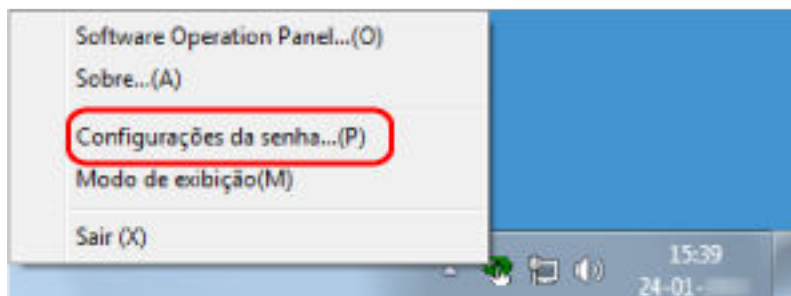 Software Operation Panel...(O)
Sobre...(A)
Configurações da senha...(P)
Modo de exibição(M)
Sair (X)
15:39
24-01-